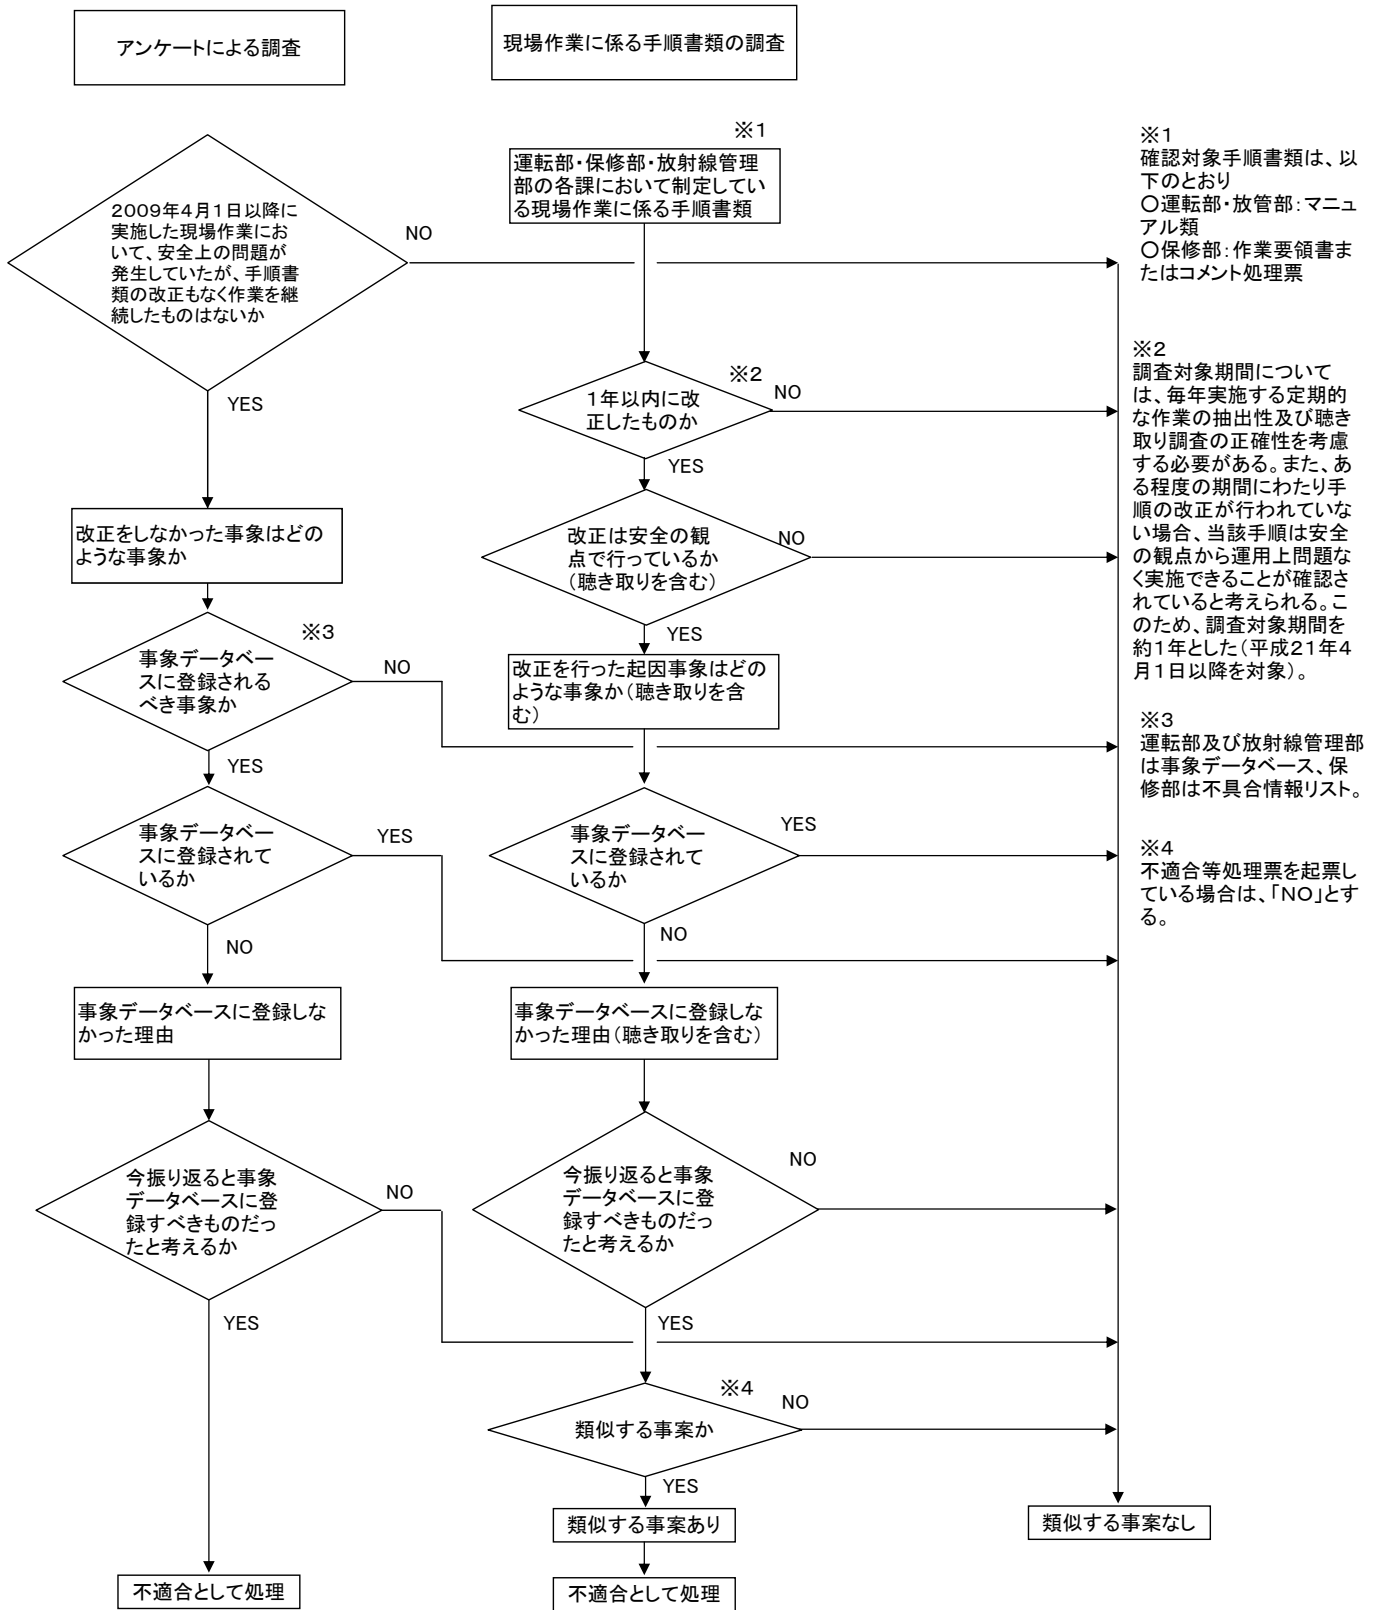 アンケートによる調査
現場作業に係る手順書類の調査
2009年4月1日以降に
実施した現場作業にお
いて、安全上の問題が
発生していたが、手順書
類の改正もなく作業を継
続したものはないか
NO
YES
改正をしなかった事象はどの
ような事象か
※3
事象データベー
スに登録される
べき事象か
NO
YES
事象データベー
スに登録されて
いるか
YES
NO
事象データベースに登録しな
かった理由
今振り返ると事象
データベースに登
録すべきものだっ
たと考えるか
NO
YES
不適合として処理
※1
運転部・保修部・放射線管理
部の各課において制定してい
る現場作業に係る手順書類
※2
1年以内に改
正したものか
NO
YES
改正は安全の観
点で行っているか
(聴き取りを含む)
NO
YES
改正を行った起因事象はどの
ような事象か(聴き取りを含
む)
事象データベー
スに登録されて
いるか
YES
NO
事象データベースに登録しな
かった理由(聴き取りを含む)
今振り返ると事象
データベースに登
録すべきものだっ
たと考えるか
NO
YES
※4
類似する事案か
NO
YES
類似する事案あり
不適合として処理
類似する事案なし
※1
確認対象手順書類は、以
下のとおり
○運転部・放管部:マニュ
アル類
○保修部:作業要領書ま
たはコメント処理票
※2
調査対象期間について
は、毎年実施する定期的
な作業の抽出性及び聴き
取り調査の正確性を考慮
する必要がある。また、あ
る程度の期間にわたり手
順の改正が行われていな
い場合、当該手順は安全
の観点から運用上問題な
く実施できることが確認さ
れていると考えられる。こ
のため、調査対象期間を
約1年とした(平成21年4
月1日以降を対象)。
※3
運転部及び放射線管理部
は事象データベース、保
修部は不具合情報リスト。
※4
不適合等処理票を起票し
ている場合は、「NO」とす
る。